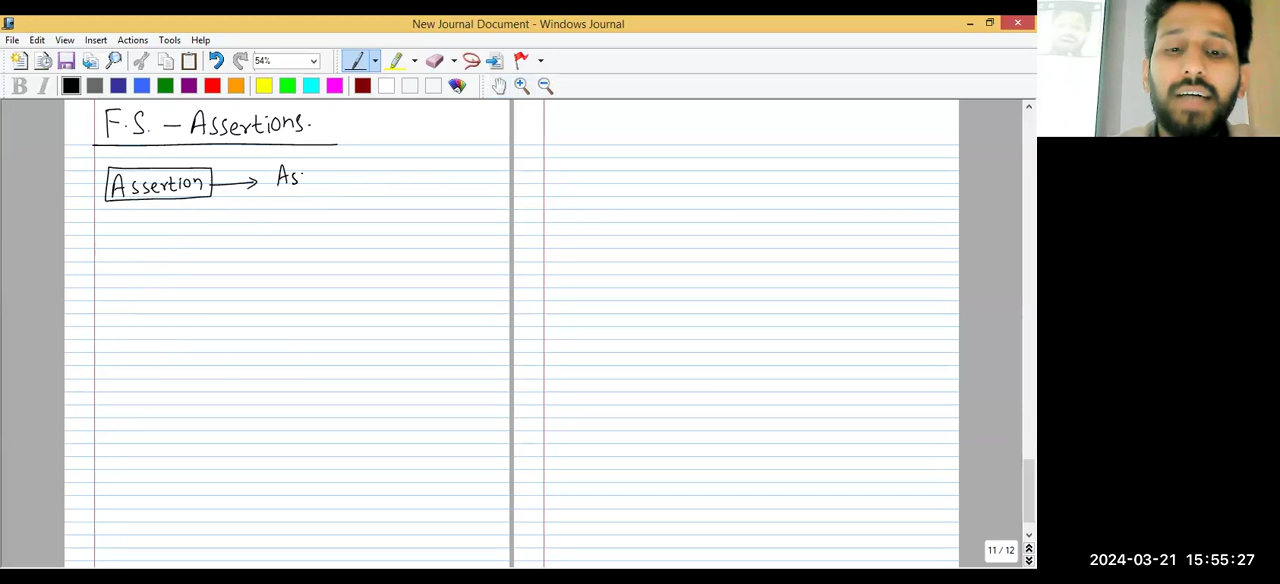 New Journal Document - Windows Journal
File Edit View Insert Actions Tools Help
54%
B I
F.S. - Assertions.
Assertion → As.
11 / 12
2024-03-21 15:55:27